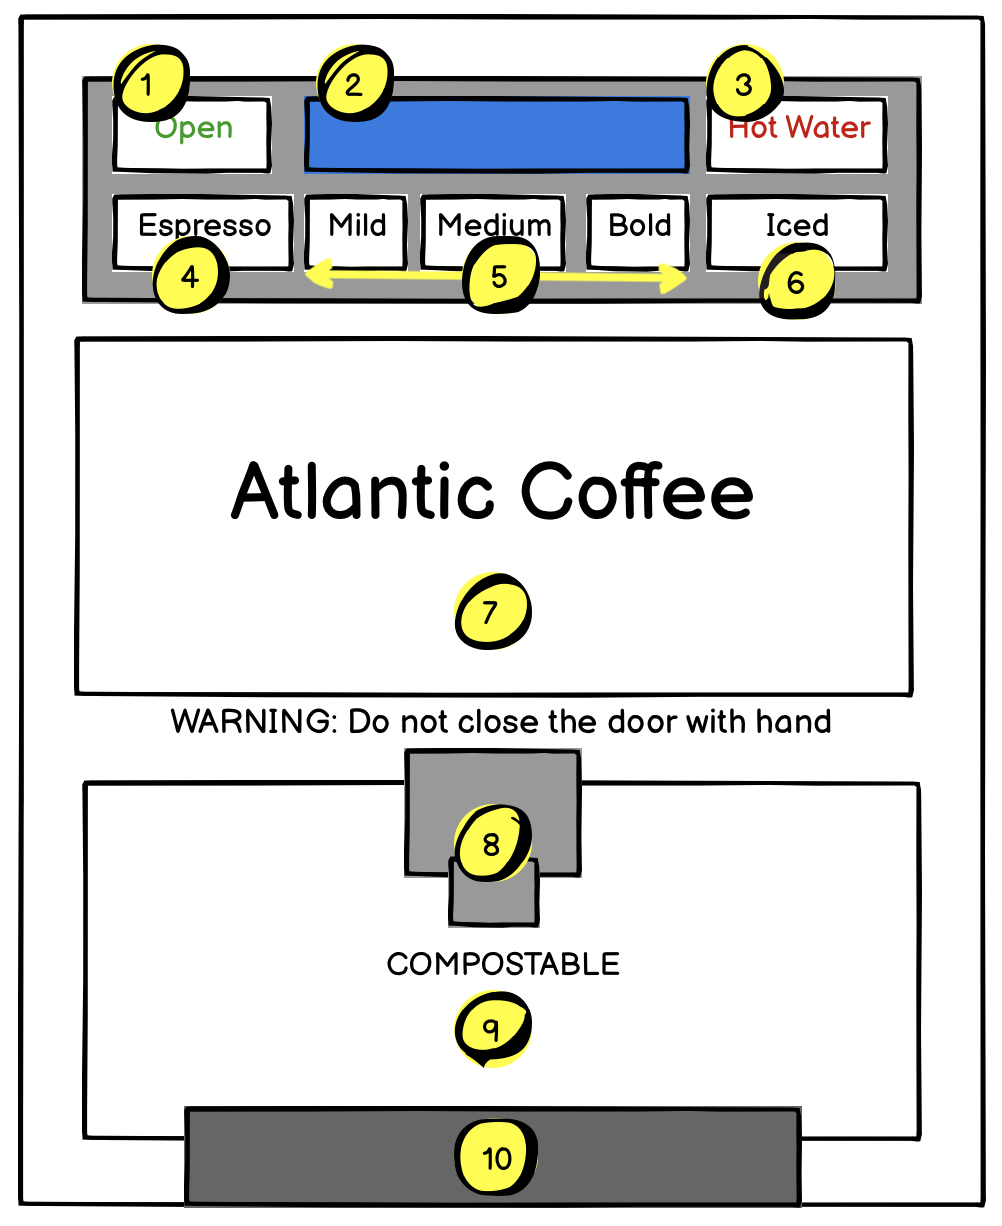 1 2 3
Open Hot Water
Espresso Mild Medium Bold Iced
4 5 6
Atlantic Coffee
7
WARNING: Do not close the door with hand
8
COMPOSTABLE
9
10